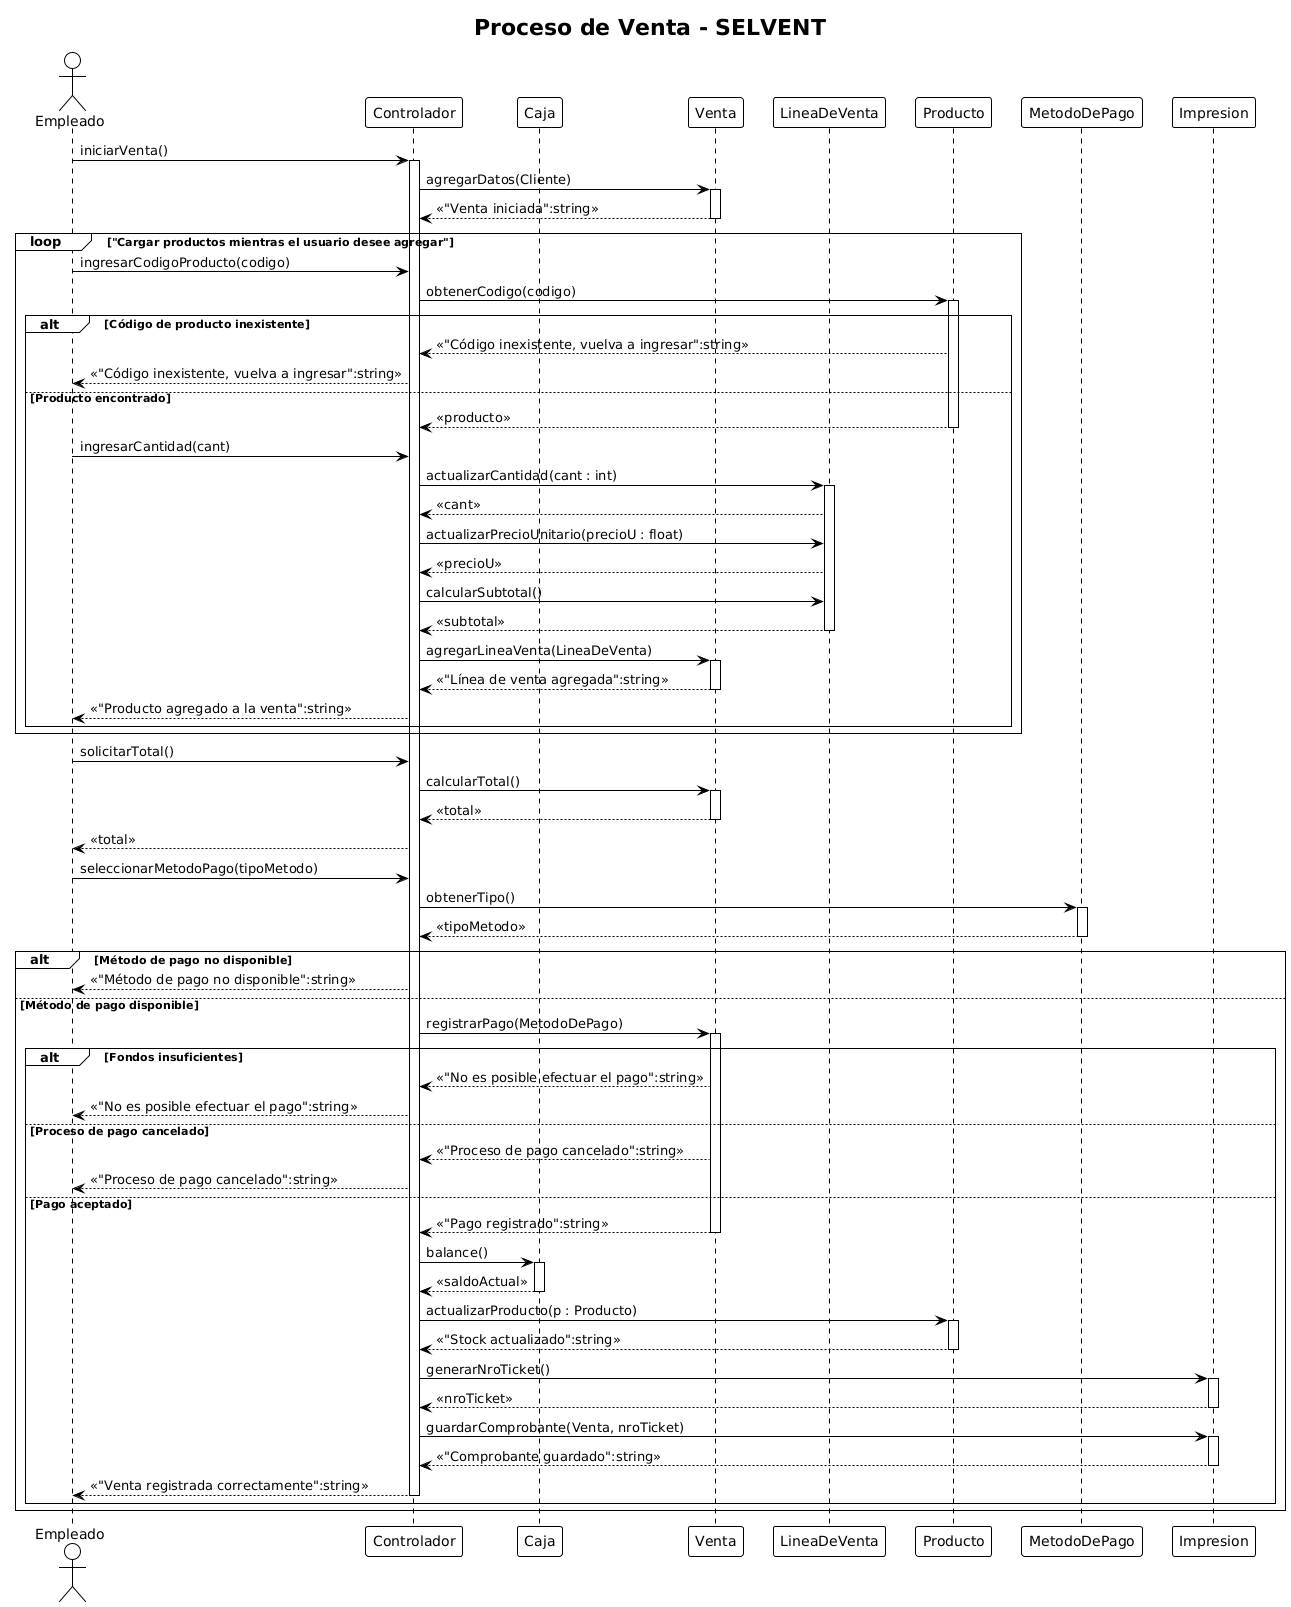 Proceso de Venta - SELVENT
Empleado
Controlador
Caja
Venta
LineaDeVenta
Producto
MetodoDePago
Impresion
iniciarVenta()
agregarDatos(Cliente)
«"Venta iniciada":string»
loop
["Cargar productos mientras el usuario desee agregar"]
ingresarCodigoProducto(codigo)
obtenerCodigo(codigo)
alt
[Código de producto inexistente]
«"Código inexistente, vuelva a ingresar":string»
«"Código inexistente, vuelva a ingresar":string»
[Producto encontrado]
«producto»
ingresarCantidad(cant)
actualizarCantidad(cant : int)
«cant»
actualizarPrecioUnitario(precioU : float)
«precioU»
calcularSubtotal()
«subtotal»
agregarLineaVenta(LineaDeVenta)
«"Línea de venta agregada":string»
«"Producto agregado a la venta":string»
solicitarTotal()
calcularTotal()
«total»
«total»
seleccionarMetodoPago(tipoMetodo)
obtenerTipo()
«tipoMetodo»
alt
[Método de pago no disponible]
«"Método de pago no disponible":string»
[Método de pago disponible]
registrarPago(MetodoDePago)
alt
[Fondos insuficientes]
«"No es posible efectuar el pago":string»
«"No es posible efectuar el pago":string»
[Proceso de pago cancelado]
«"Proceso de pago cancelado":string»
«"Proceso de pago cancelado":string»
[Pago aceptado]
«"Pago registrado":string»
balance()
«saldoActual»
actualizarProducto(p : Producto)
«"Stock actualizado":string»
generarNroTicket()
«nroTicket»
guardarComprobante(Venta, nroTicket)
«"Comprobante guardado":string»
«"Venta registrada correctamente":string»
Empleado
Controlador
Caja
Venta
LineaDeVenta
Producto
MetodoDePago
Impresion